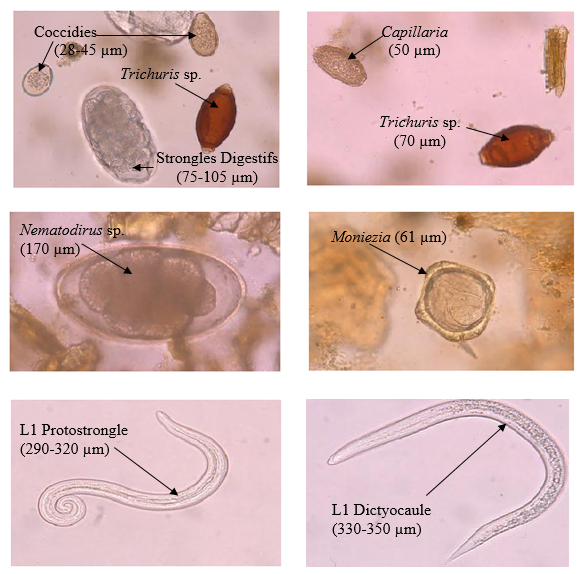 Coccidies
(28-45 µm)
Trichuris sp.
Strongles Digestifs
(75-105 µm)
Capillaria
(50 µm)
Trichuris sp.
(70 µm)
Nematodirus sp.
(170 µm)
Moniezia (61 µm)
L1 Protostrongle
(290-320 µm)
L1 Dictyocaule
(330-350 µm)